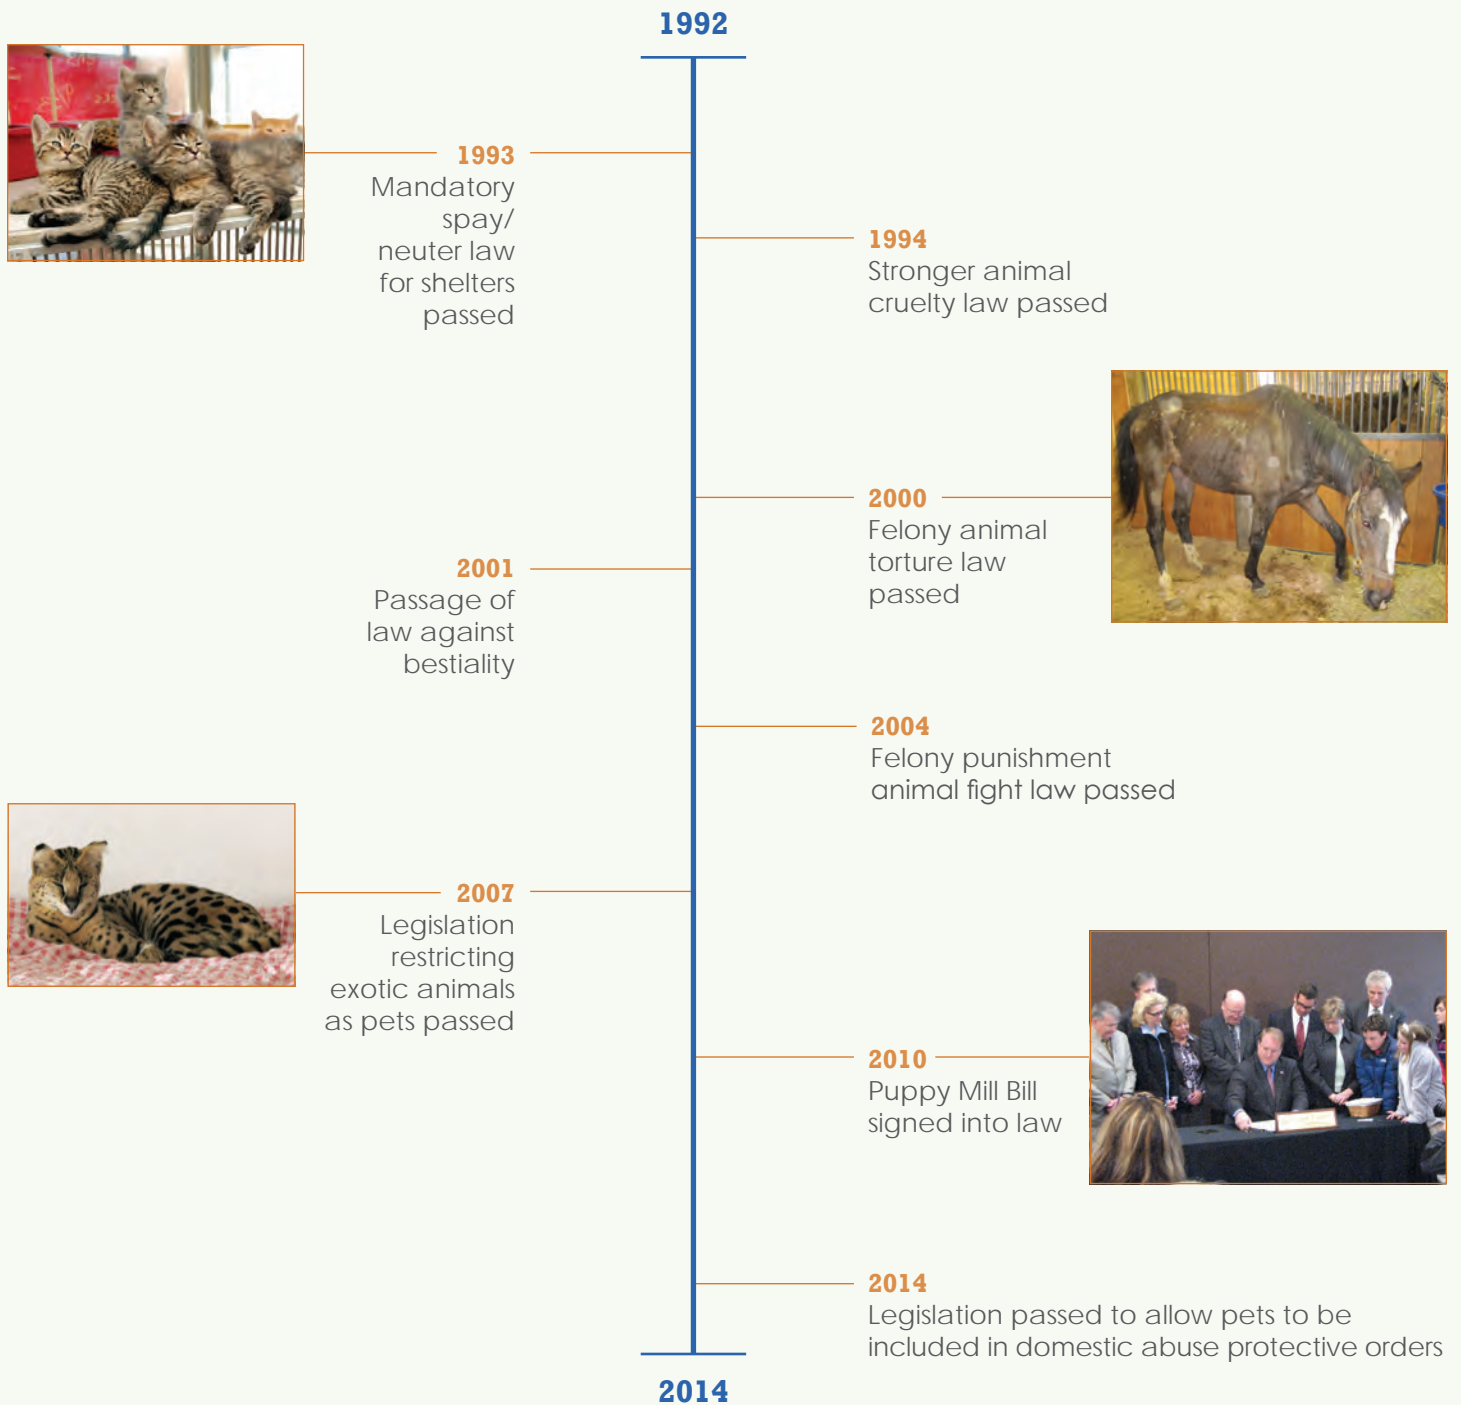 1992
1993
Mandatory
spay/
neuter law
for shelters
passed
1994
Stronger animal
cruelty law passed
2000
Felony animal
torture law
passed
2001
Passage of
law against
bestiality
2004
Felony punishment
animal fight law passed
2007
Legislation
restricting
exotic animals
as pets passed
2010
Puppy Mill Bill
signed into law
2014
Legislation passed to allow pets to be
included in domestic abuse protective orders
2014